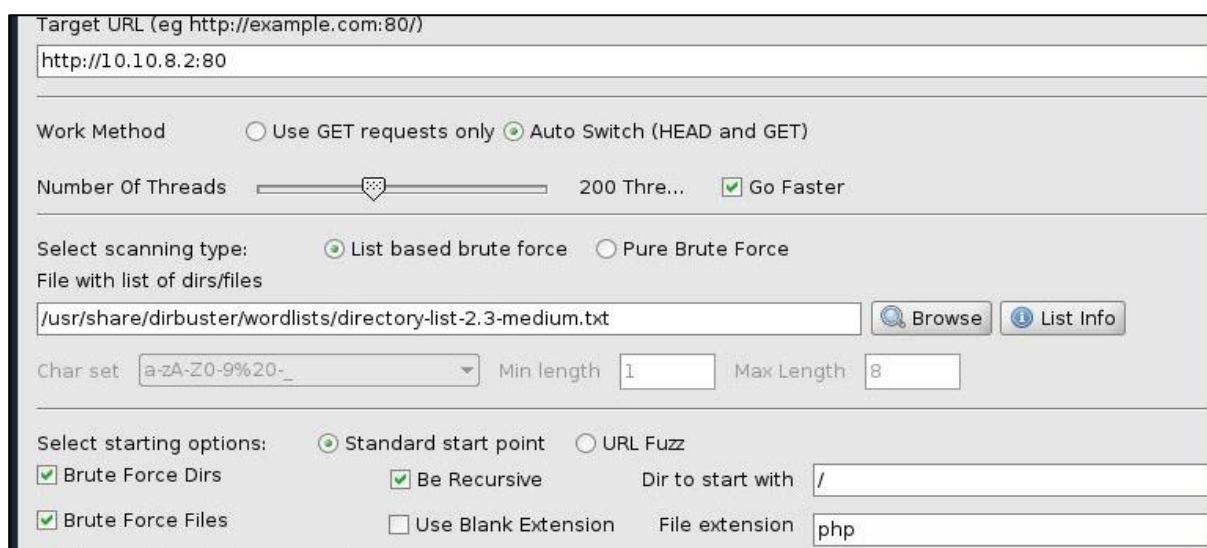 Target URL (eg http://example.com:80/)
http://10.10.8.2:80
Work Method Use GET requests only Auto Switch (HEAD and GET)
Number Of Threads 200 Thre... Go Faster
Select scanning type: List based brute force Pure Brute Force
File with list of dirs/files
/usr/share/dirbuster/wordlists/directory-list-2.3-medium.txt Browse List Info
Char set a-zA-Z0-9%20-_ Min length 1 Max Length 8
Select starting options: Standard start point URL Fuzz
Brute Force Dirs Be Recursive Dir to start with /
Brute Force Files Use Blank Extension File extension php